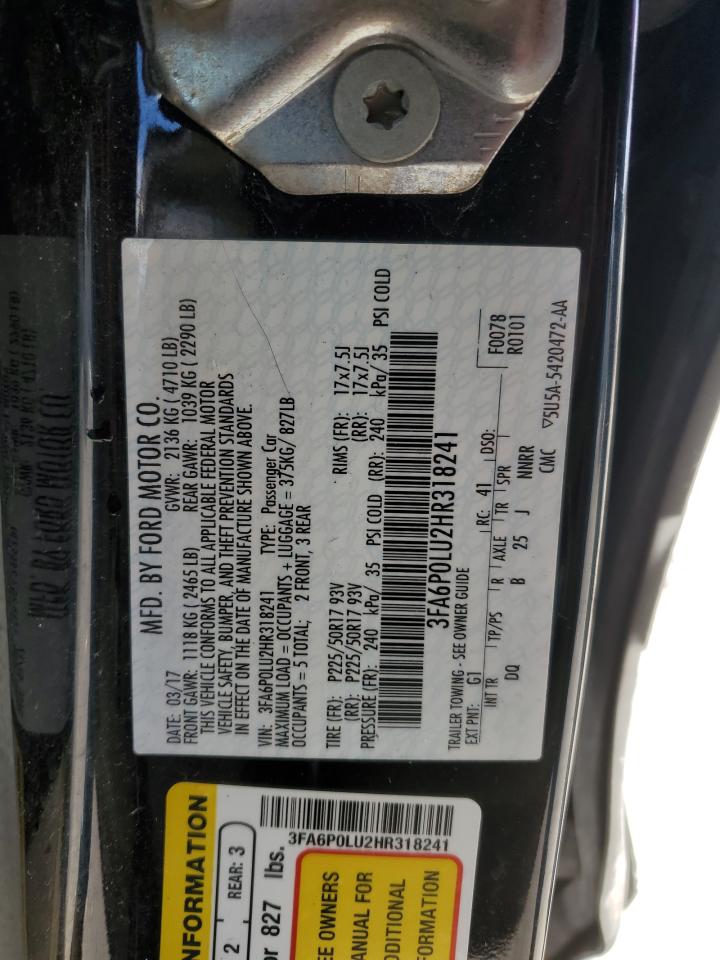 MFD. BY FORD MOTOR CO.
DATE: 03/17 GVWR: 2136 KG ( 4710 LB)
FRONT GAWR: 1118 KG ( 2465 LB) REAR GAWR: 1039 KG ( 2290 LB)
THIS VEHICLE CONFORMS TO ALL APPLICABLE FEDERAL MOTOR
VEHICLE SAFETY, BUMPER, AND THEFT PREVENTION STANDARDS
IN EFFECT ON THE DATE OF MANUFACTURE SHOWN ABOVE.
VIN: 3FA6P0LU2HR318241 TYPE: Passenger Car
MAXIMUM LOAD = OCCUPANTS + LUGGAGE = 375KG/ 827LB
OCCUPANTS = 5 TOTAL; 2 FRONT, 3 REAR
TIRE (FR): P225/50R17 93V RIMS (FR): 17x7.5J
(RR): P225/50R17 93V (RR): 17x7.5J
PRESSURE (FR): 240 kPa/ 35 PSI COLD (RR): 240 kPa/ 35 PSI COLD
3FA6P0LU2HR318241
TRAILER TOWING - SEE OWNER GUIDE
EXT PNT: G1 RC: 41 DSO: F0078
R0101
INT TR TP/PS R AXLE TR SPR
DQ B 25 J NNRR
CMC ▽5U5A-5420472-AA
NFORMATION
2 REAR: 3
or 827 lbs.
3FA6P0LU2HR318241
EE OWNERS
ANUAL FOR
DDITIONAL
FORMATION